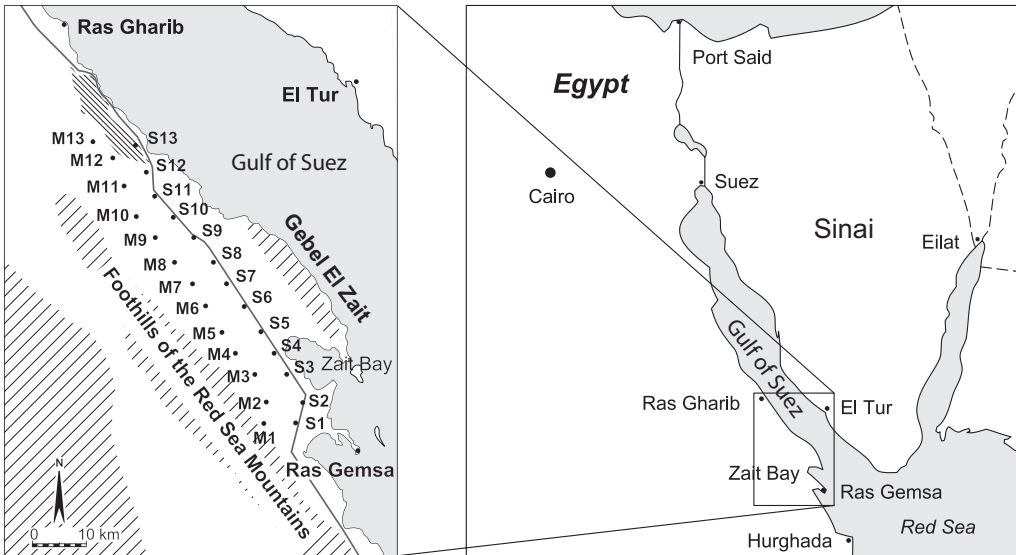 Ras Gharib
El Tur
Gulf of Suez
M13
S13
M12
S12
M11
S11
M10
S10
M9
S9
M8
S8
M7
S7
M6
S6
M5
S5
M4
S4
M3
S3
M2
S2
M1
S1
Gebel El Zait
Zait Bay
Foothills of the Red Sea Mountains
Ras Gemsa
N
0 10 km
Port Said
Egypt
Cairo
Suez
Sinai
Eilat
Gulf of Suez
Ras Gharib
El Tur
Zait Bay
Ras Gemsa
Red Sea
Hurghada